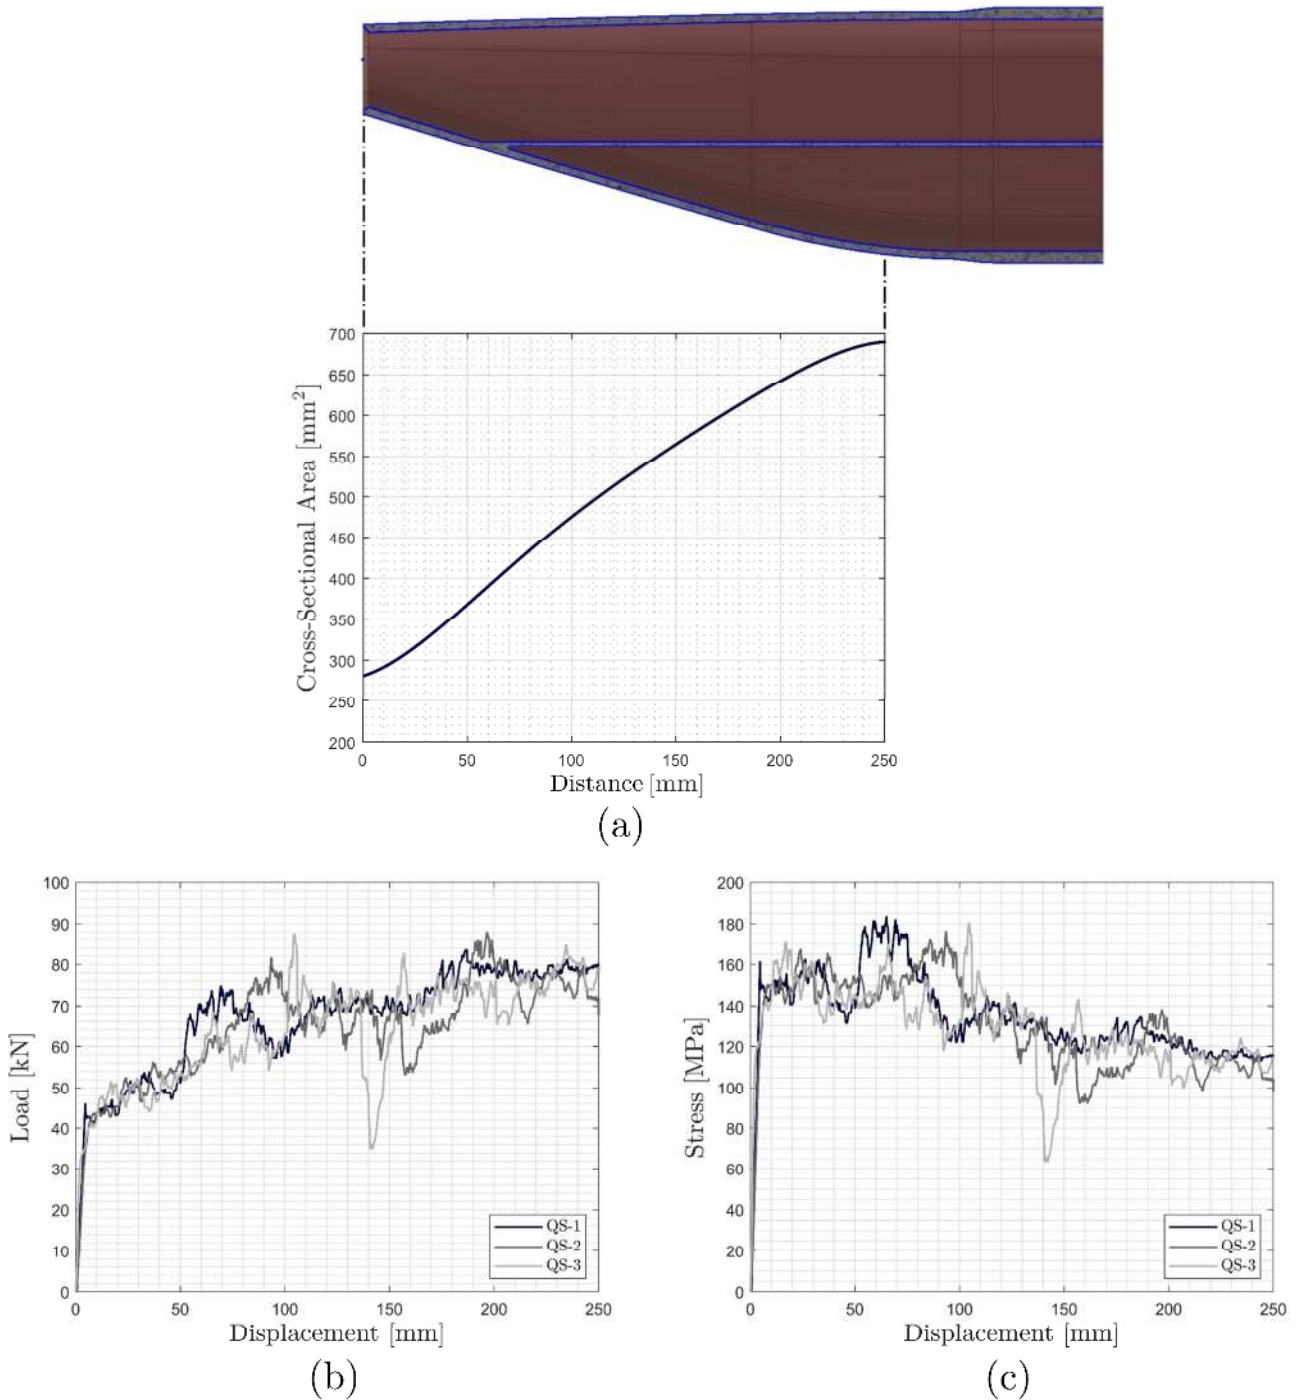 700
650
600
550
500
460
400
350
300
250
200
Cross-Sectional Area [mm²]
0 50 100 150 200 250
Distance [mm]
(a)
100
90
80
70
60
50
40
30
20
10
0
Load [kN]
QS-1
QS-2
QS-3
0 50 100 150 200 250
Displacement [mm]
(b)
200
180
160
140
120
100
80
60
40
20
0
Stress [MPa]
QS-1
QS-2
QS-3
0 50 100 150 200 250
Displacement [mm]
(c)